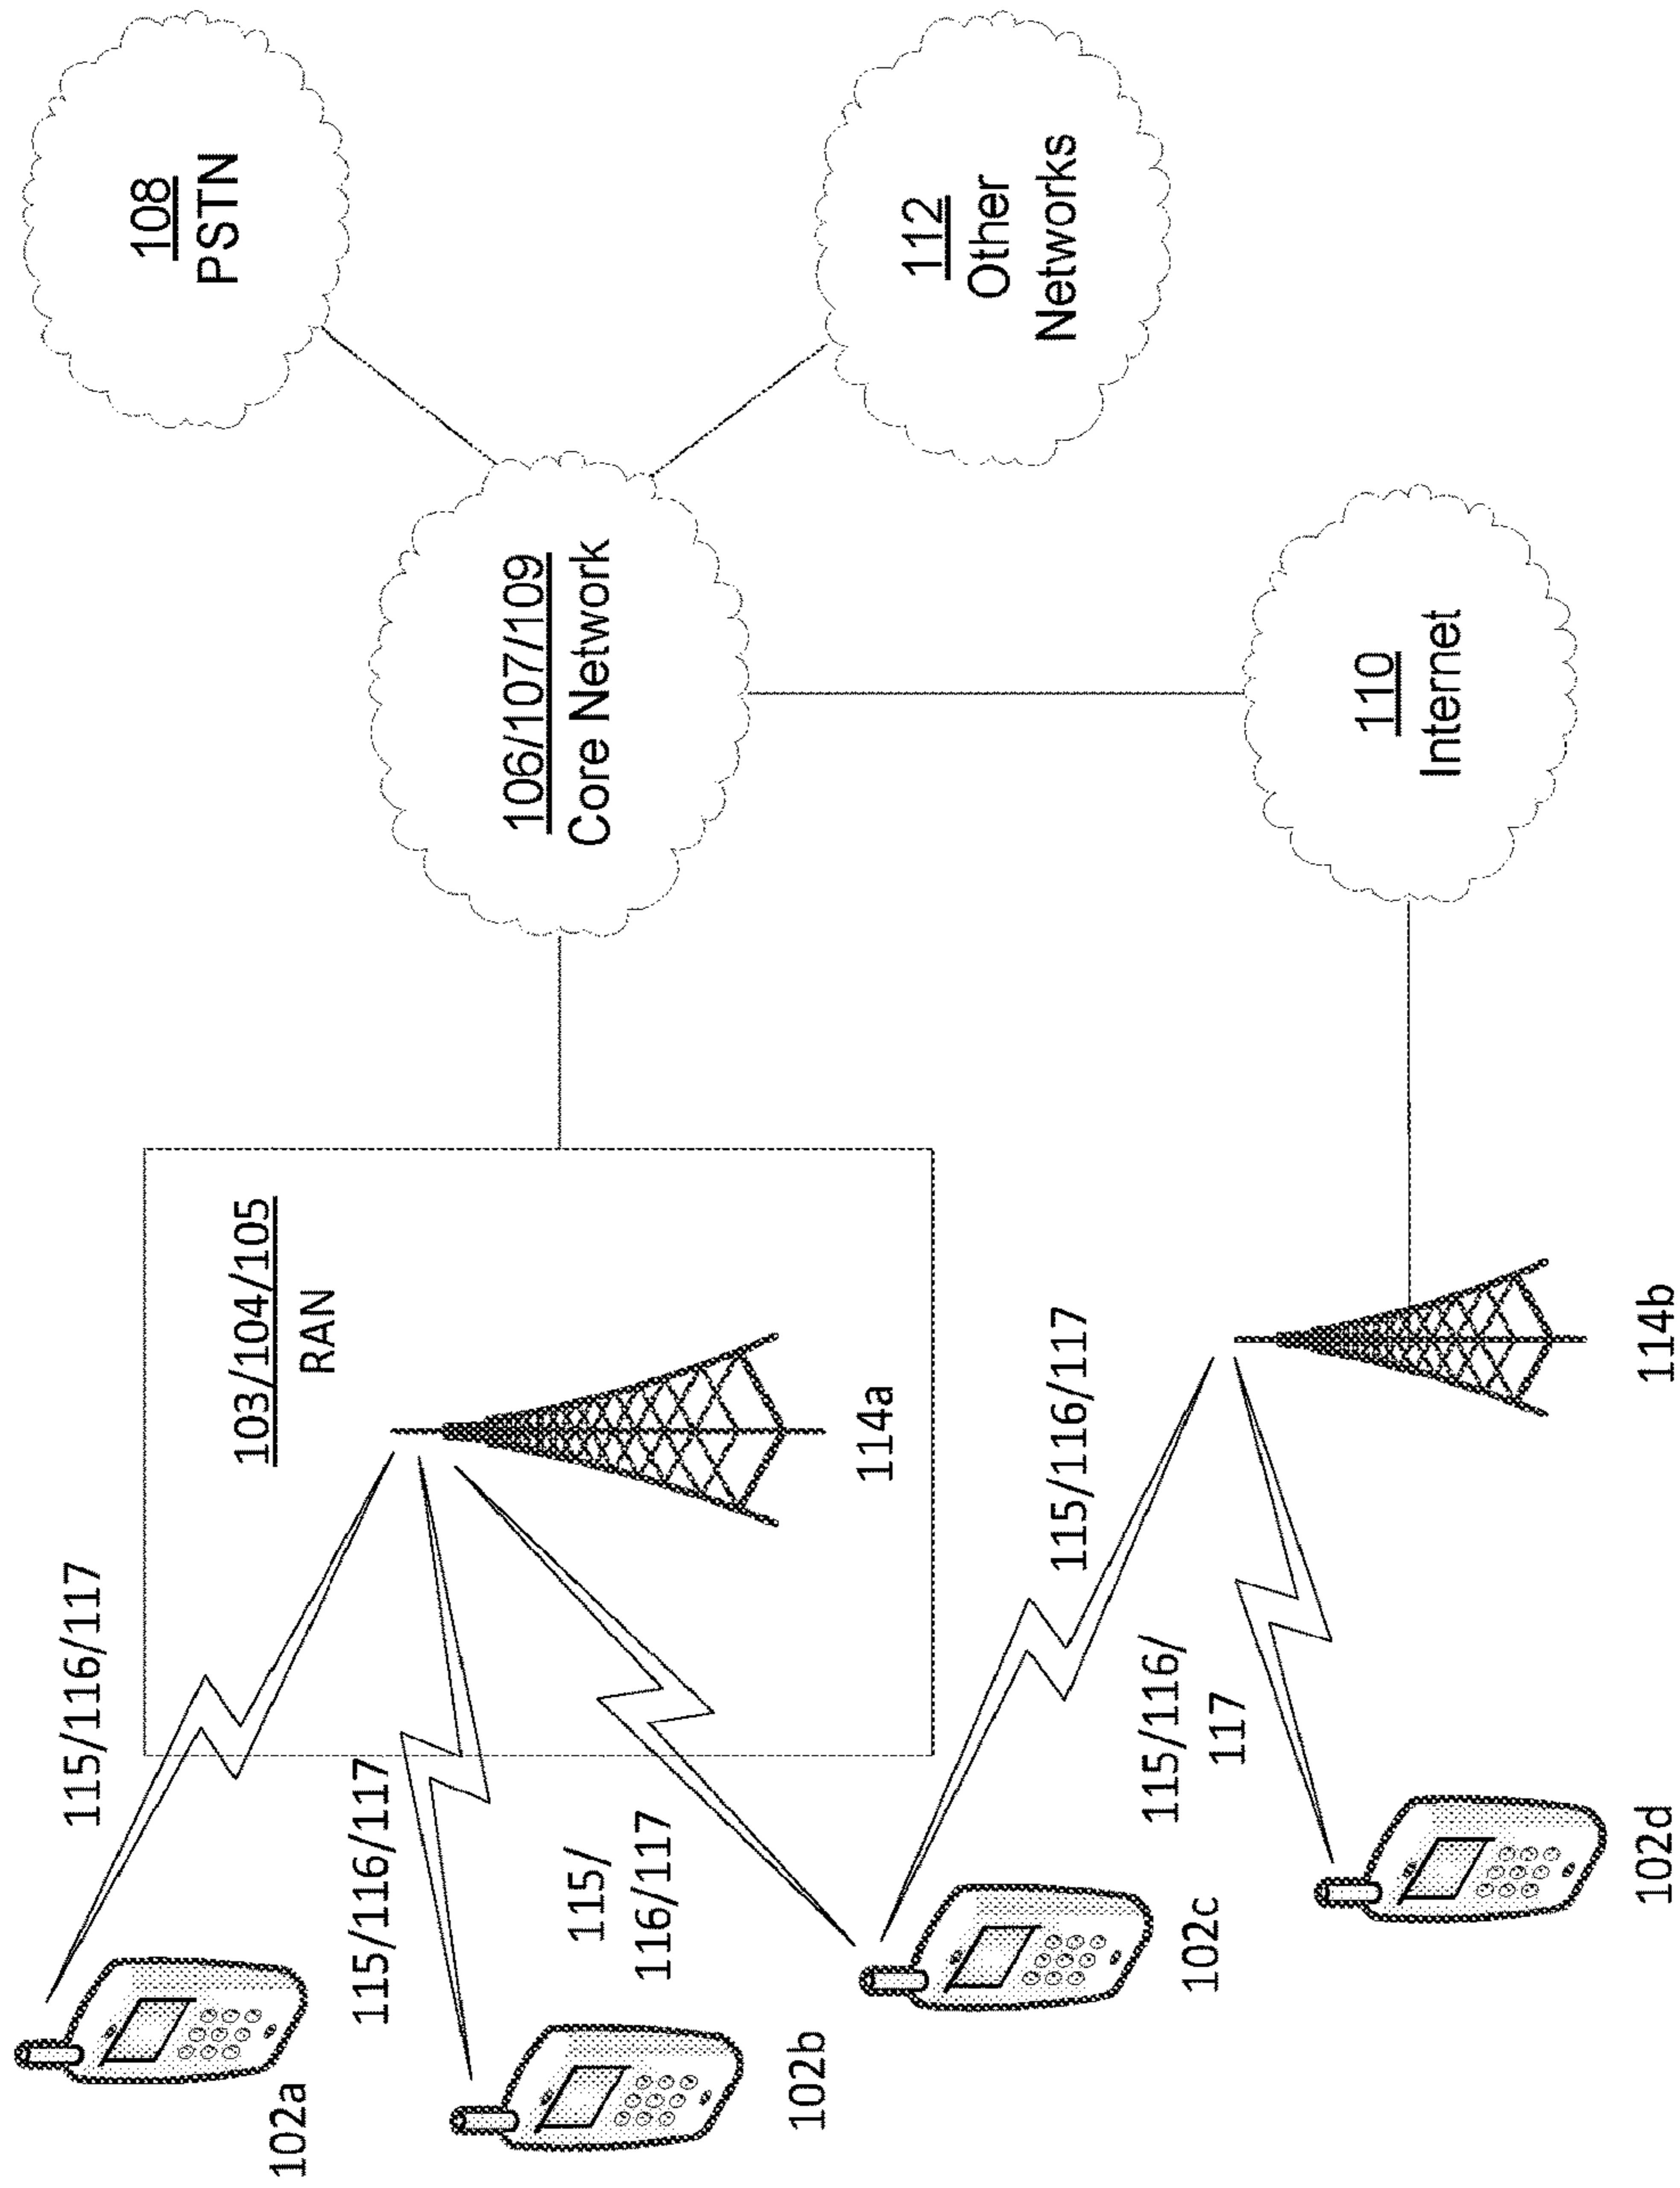 115/116/117
102a
103/104/105
RAN
114a
115/116/117
102b
115/
116/117
102c
106/107/109
Core Network
108
PSTN
112
Other
Networks
115/116/117
115/116/
117
102d
114b
110
Internet